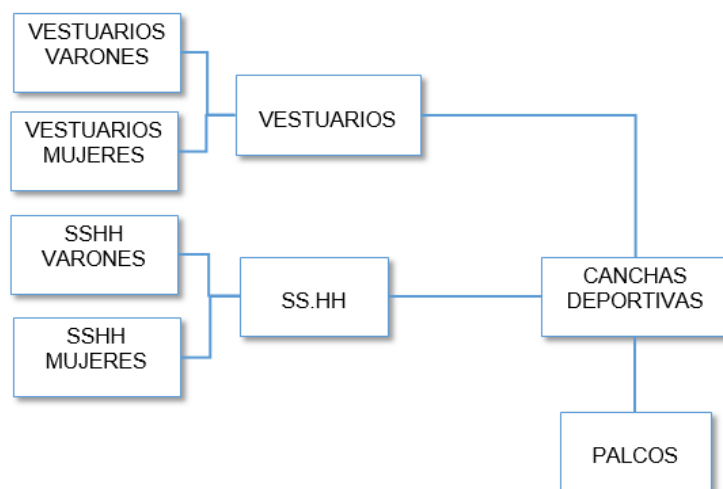 VESTUARIOS
VARONES
VESTUARIOS
MUJERES
VESTUARIOS
SSHH
VARONES
SSHH
MUJERES
SS.HH
CANCHAS
DEPORTIVAS
PALCOS